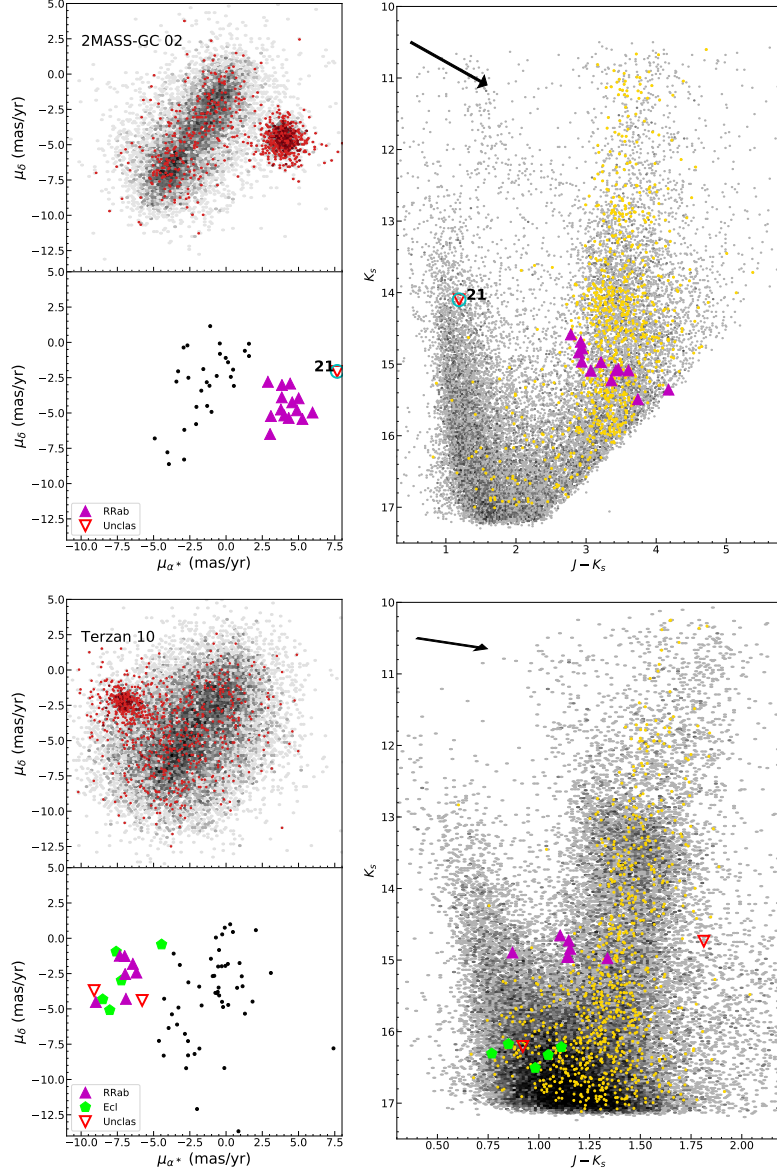 2MASS-GC 02
μδ (mas/yr)
5.0
2.5
0.0
−2.5
−5.0
−7.5
−10.0
−12.5
5.0
2.5
0.0
−2.5
−5.0
−7.5
−10.0
−12.5
μδ (mas/yr)
21
RRab
Unclas
−10.0 −7.5 −5.0 −2.5 0.0 2.5 5.0 7.5
μα* (mas/yr)
10
11
12
13
14
15
16
17
Ks
21
1 2 3 4 5
J − Ks
Terzan 10
μδ (mas/yr)
5.0
2.5
0.0
−2.5
−5.0
−7.5
−10.0
−12.5
5.0
2.5
0.0
−2.5
−5.0
−7.5
−10.0
−12.5
μδ (mas/yr)
RRab
Ecl
Unclas
−10.0 −7.5 −5.0 −2.5 0.0 2.5 5.0 7.5
μα* (mas/yr)
10
11
12
13
14
15
16
17
Ks
0.50 0.75 1.00 1.25 1.50 1.75 2.00
J − Ks